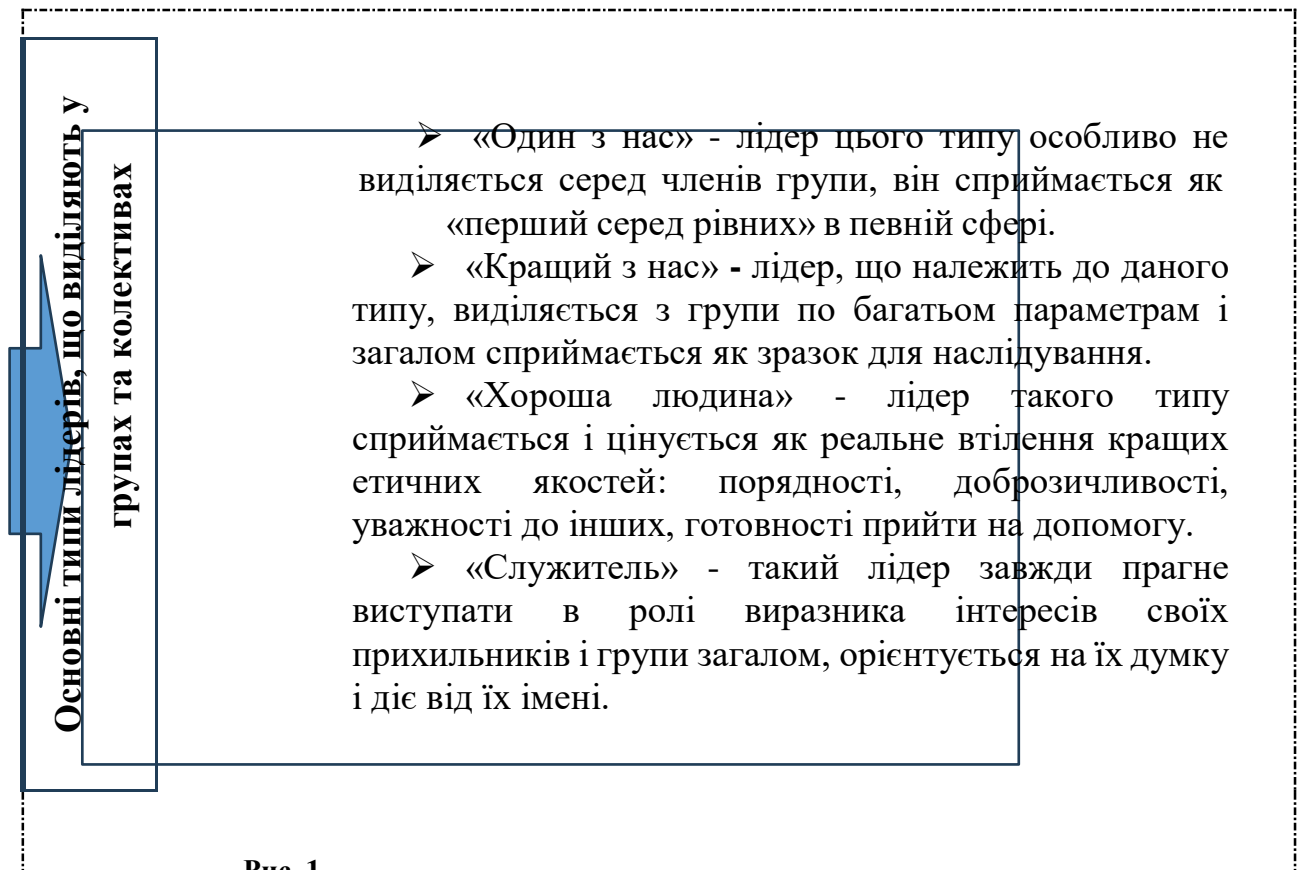 Основні типи лідерів, що виділяють у
групах та колективах
➢ «Один з нас» - лідер цього типу особливо не
виділяється серед членів групи, він сприймається як
«перший серед рівних» в певній сфері.
➢ «Кращий з нас» - лідер, що належить до даного
типу, виділяється з групи по багатьом параметрам і
загалом сприймається як зразок для наслідування.
➢ «Хороша людина» - лідер такого типу
сприймається і цінується як реальне втілення кращих
етичних якостей: порядності, доброзичливості,
уважності до інших, готовності прийти на допомогу.
➢ «Служитель» - такий лідер завжди прагне
виступати в ролі виразника інтересів своїх
прихильників і групи загалом, орієнтується на їх думку
і діє від їх імені.
Рис. 1